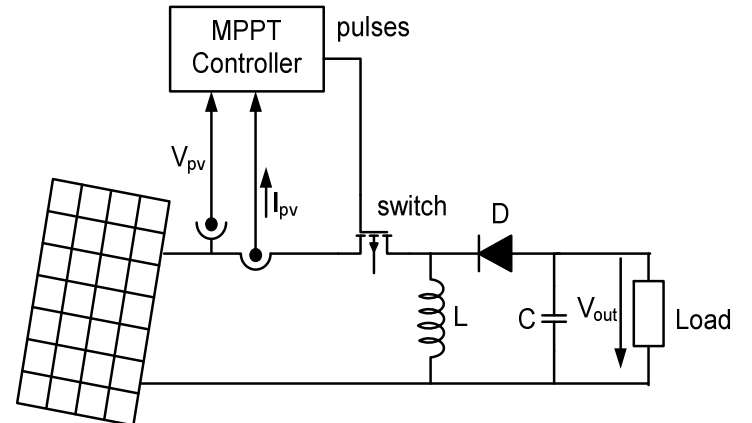 MPPT
Controller
pulses
Vpv
Ipv
switch
D
L
C
Vout
Load